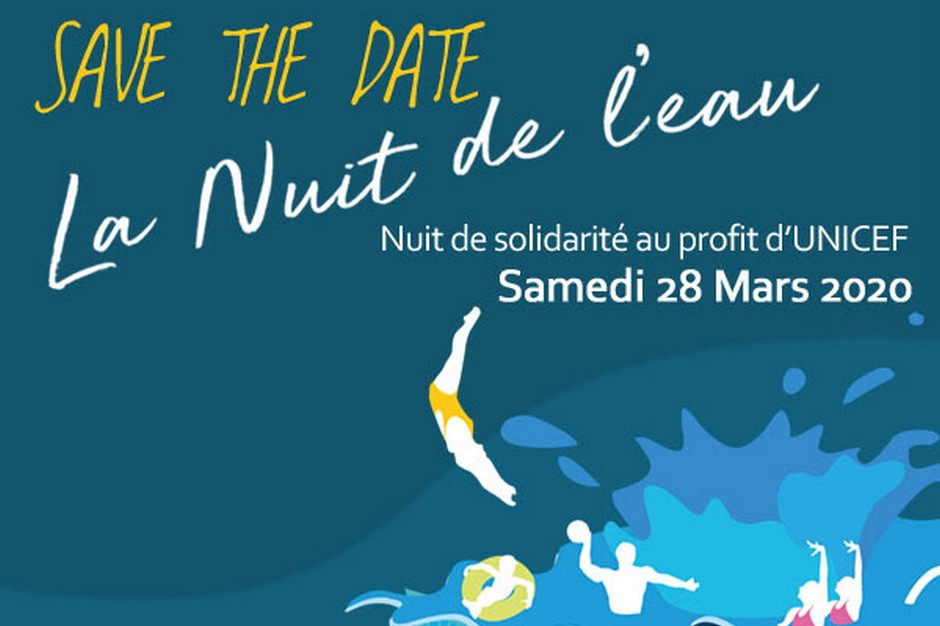 SAVE THE DATE
La Nuit de l'eau
Nuit de solidarité au profit d'UNICEF
Samedi 28 Mars 2020